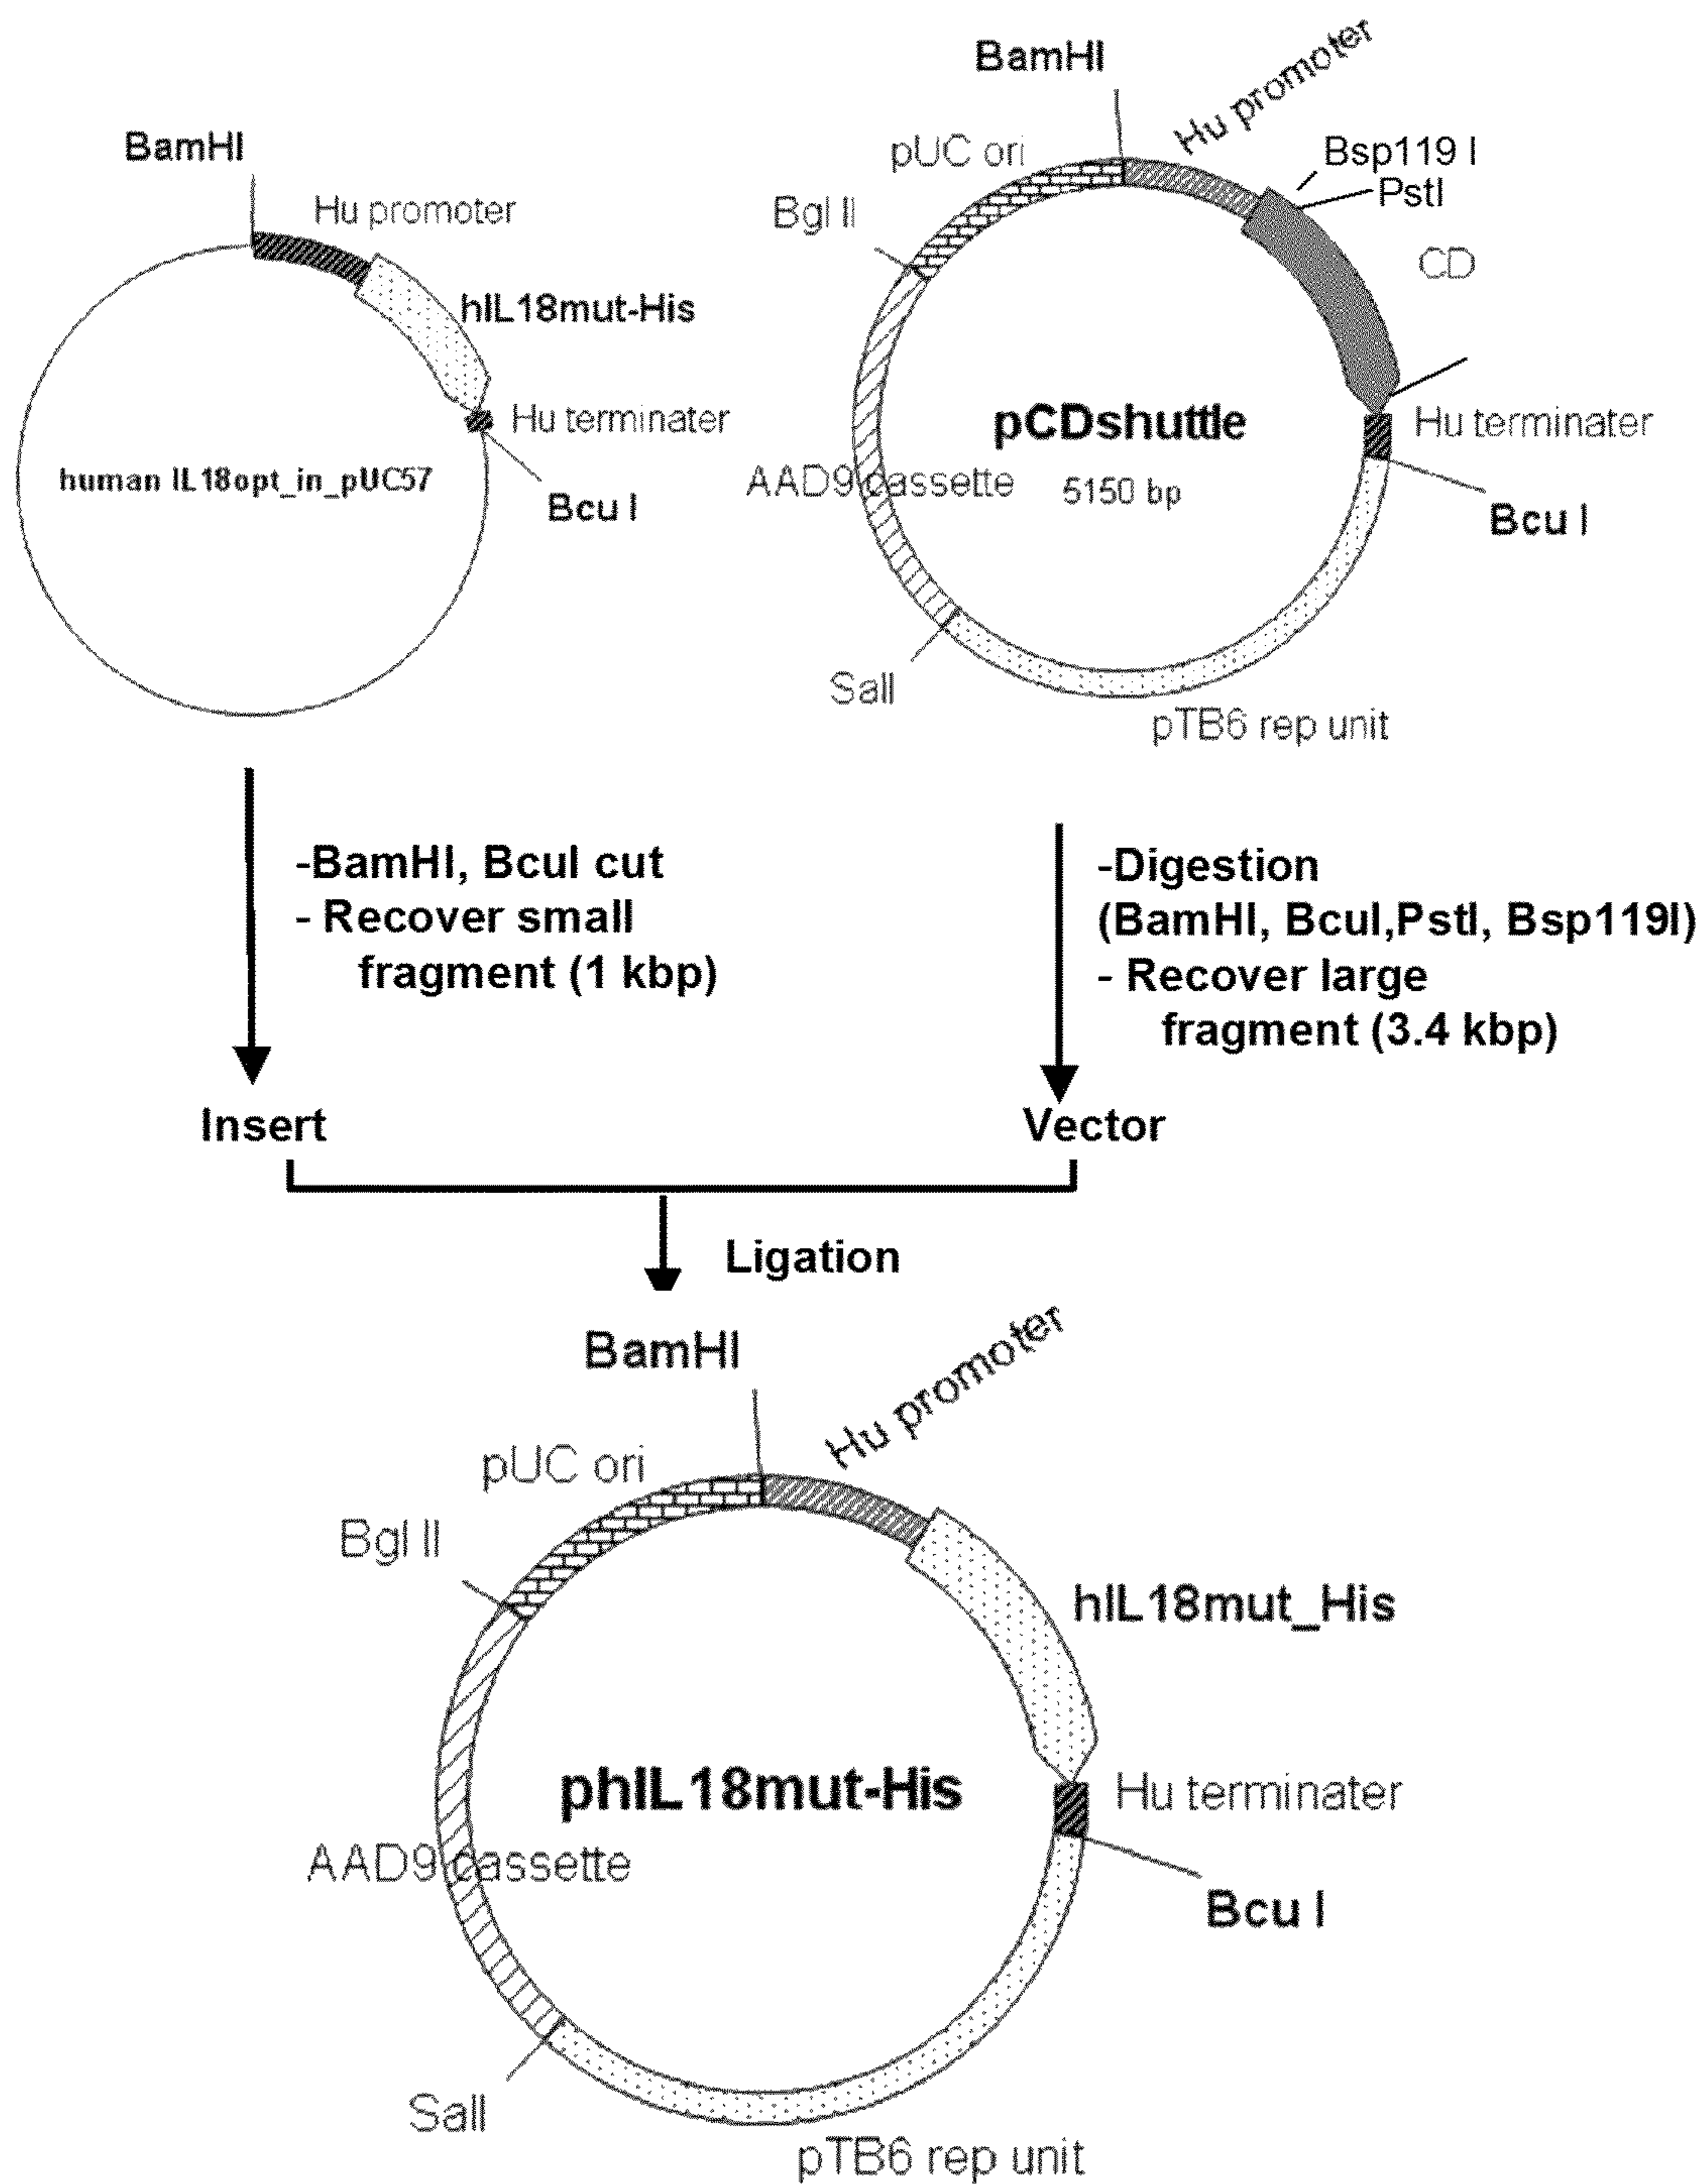 BamHI
Hu promoter
hIL18mut-His
Hu terminater
human IL18opt_in_pUC57
Bcu I
BamHI
Hu promoter
pUC ori
Bsp119 I
PstI
Bgl II
CD
pCDshuttle
5150 bp
Hu terminater
AAD9 cassette
Bcu I
SalI
pTB6 rep unit
-BamHI, BcuI cut
- Recover small
fragment (1 kbp)
-Digestion
(BamHI, BcuI,PstI, Bsp119I)
- Recover large
fragment (3.4 kbp)
Insert
Vector
Ligation
BamHI
Hu promoter
pUC ori
Bgl II
hIL18mut_His
phIL18mut-His
Hu terminater
AAD9 cassette
Bcu I
SalI
pTB6 rep unit